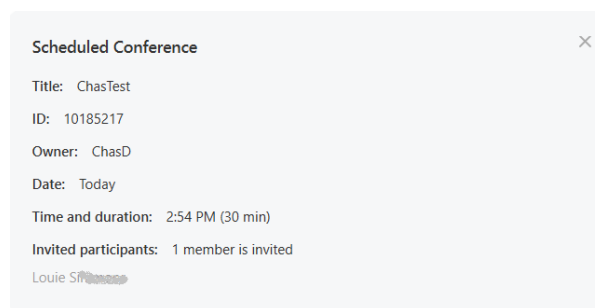 Scheduled Conference
Title: ChasTest
ID: 10185217
Owner: ChasD
Date: Today
Time and duration: 2:54 PM (30 min)
Invited participants: 1 member is invited
Louie